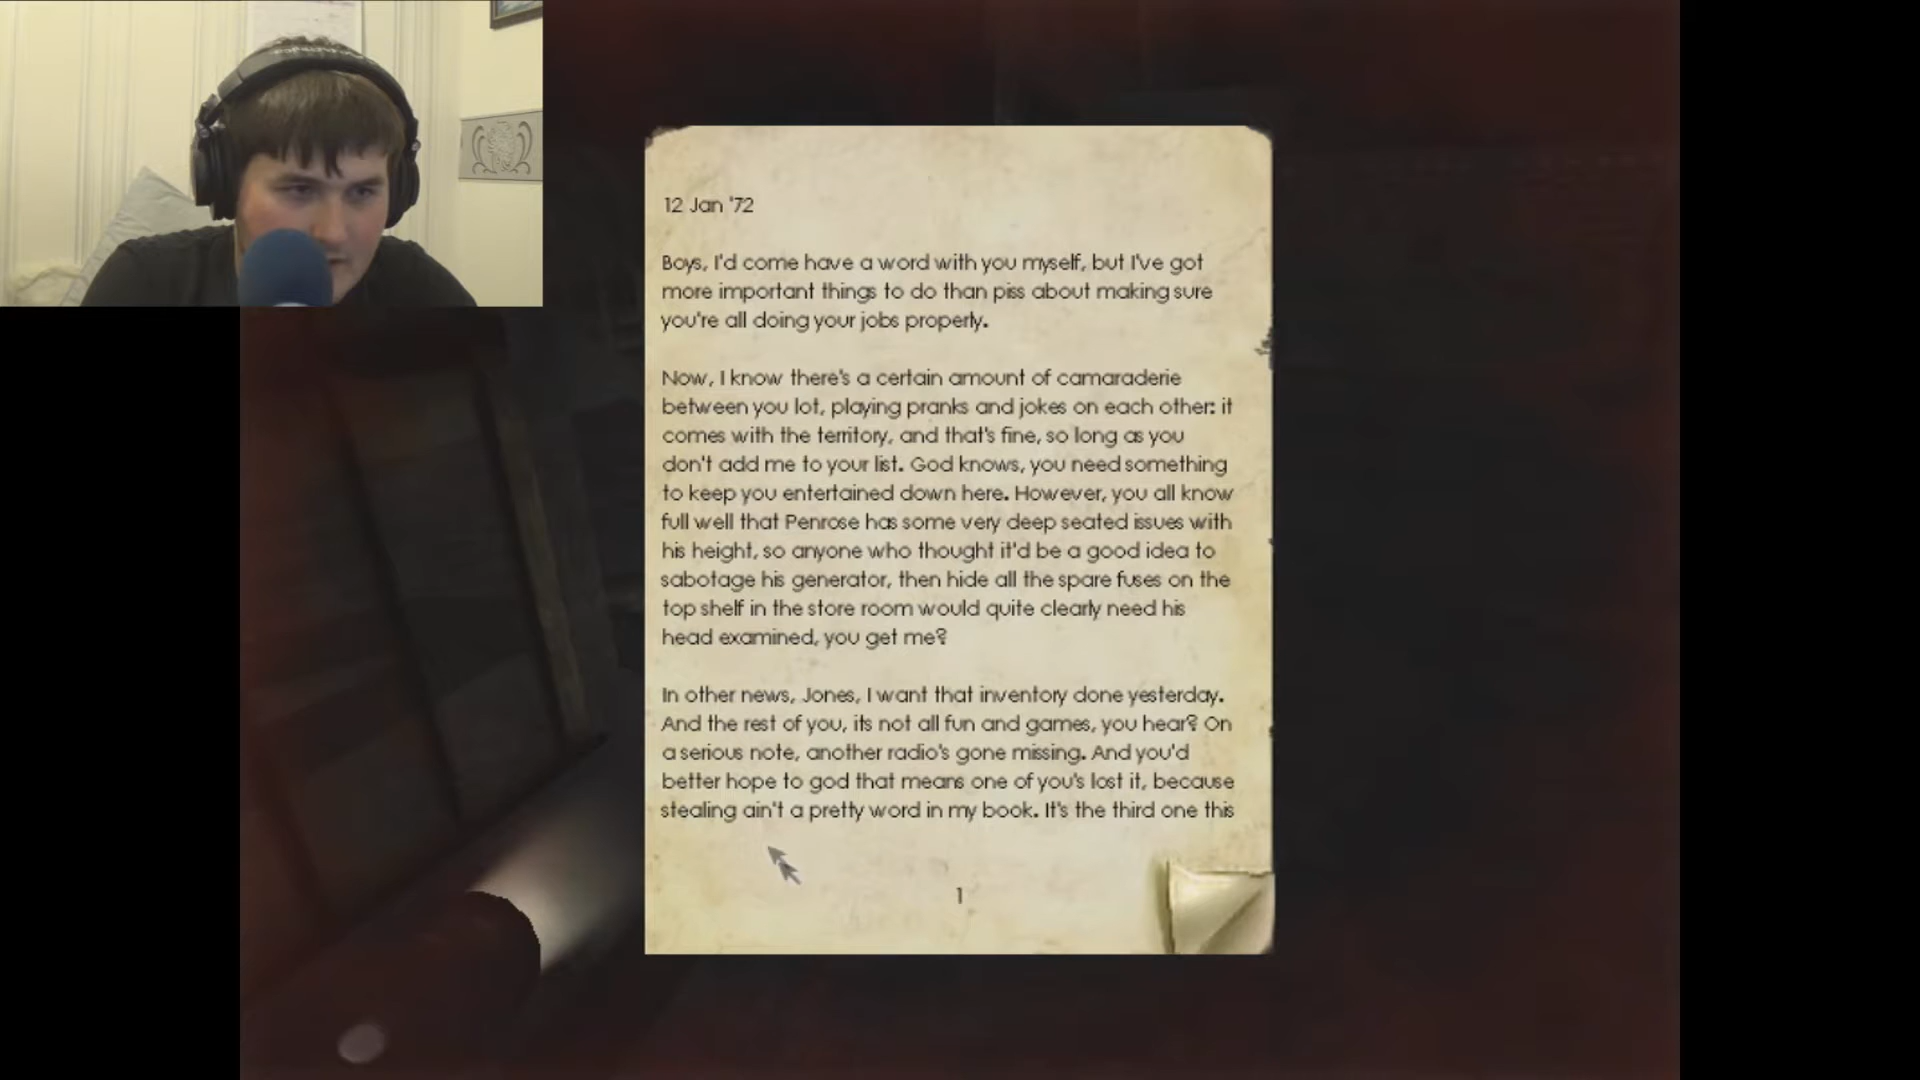 12 Jan '72
Boys, I'd come have a word with you myself, but I've got
more important things to do than piss about making sure
you're all doing your jobs properly.
Now, I know there's a certain amount of camaraderie
between you lot, playing pranks and jokes on each other: it
comes with the territory, and that's fine, so long as you
don't add me to your list. God knows, you need something
to keep you entertained down here. However, you all know
full well that Penrose has some very deep seated issues with
his height, so anyone who thought it'd be a good idea to
sabotage his generator, then hide all the spare fuses on the
top shelf in the store room would quite clearly need his
head examined, you get me?
In other news, Jones, I want that inventory done yesterday.
And the rest of you, its not all fun and games, you hear? On
a serious note, another radio's gone missing. And you'd
better hope to god that means one of you's lost it, because
stealing ain't a pretty word in my book. It's the third one this
1